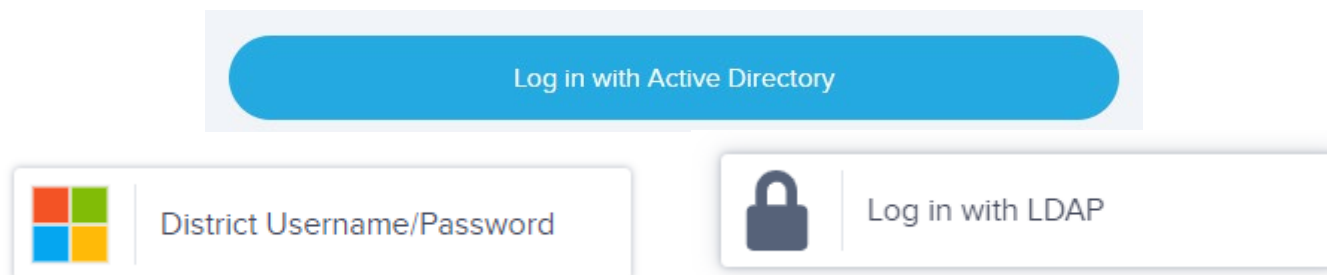 Log in with Active Directory
District Username/Password
Log in with LDAP